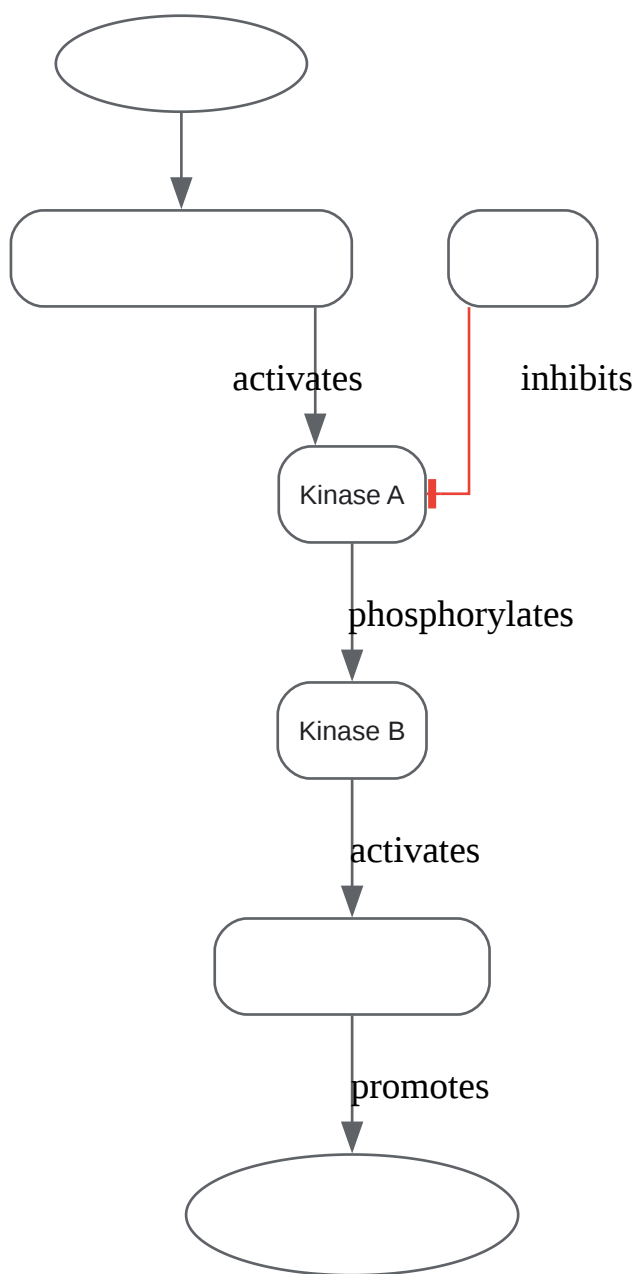 activates
inhibits
Kinase A
phosphorylates
Kinase B
activates
promotes